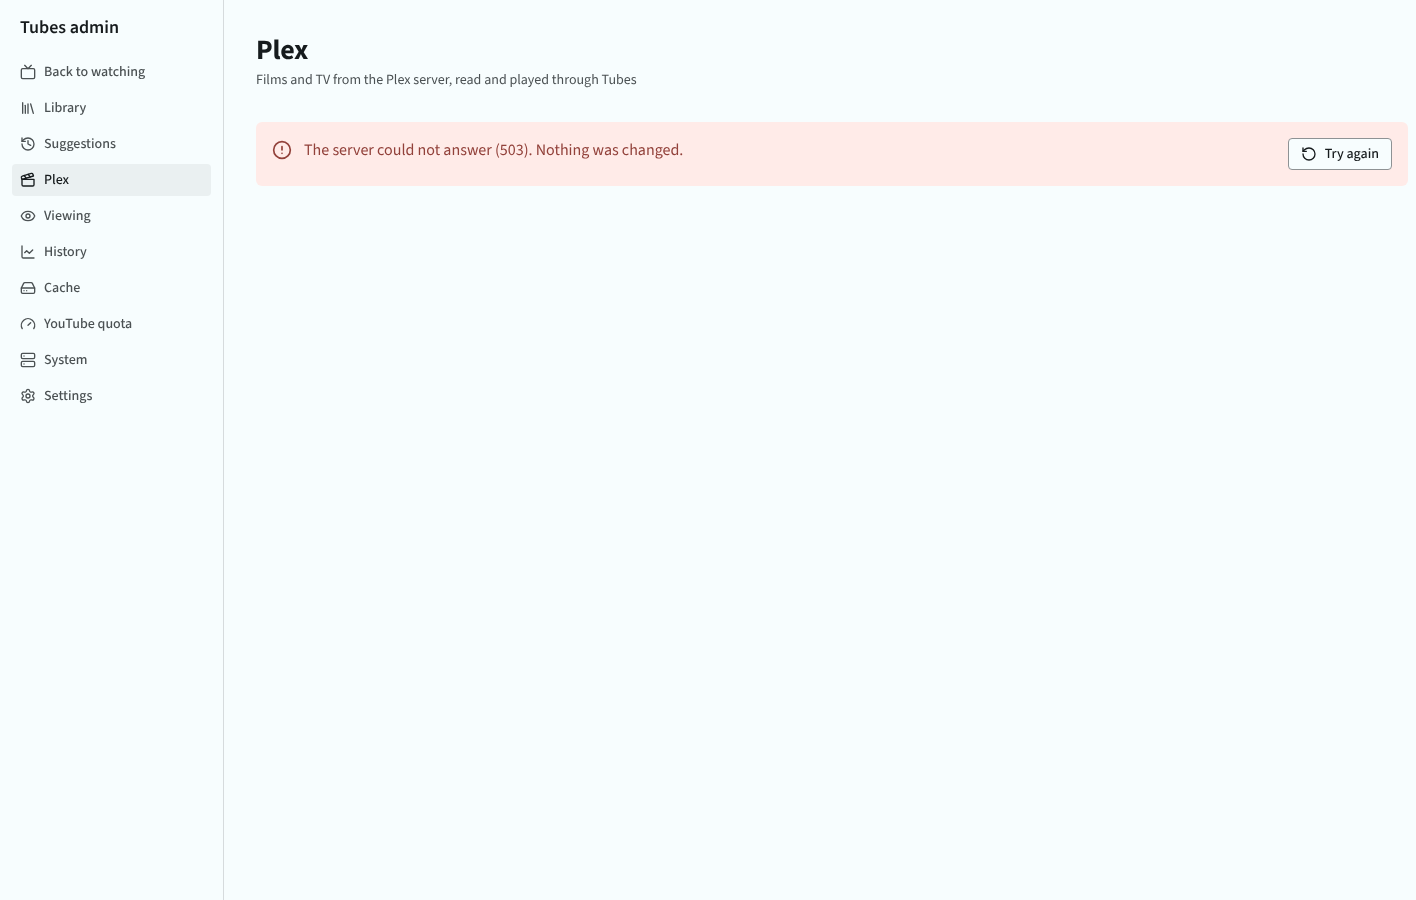 Tubes admin
Back to watching
Library
Suggestions
Plex
Viewing
History
Cache
YouTube quota
System
Settings
Plex
Films and TV from the Plex server, read and played through Tubes
The server could not answer (503). Nothing was changed.
Try again